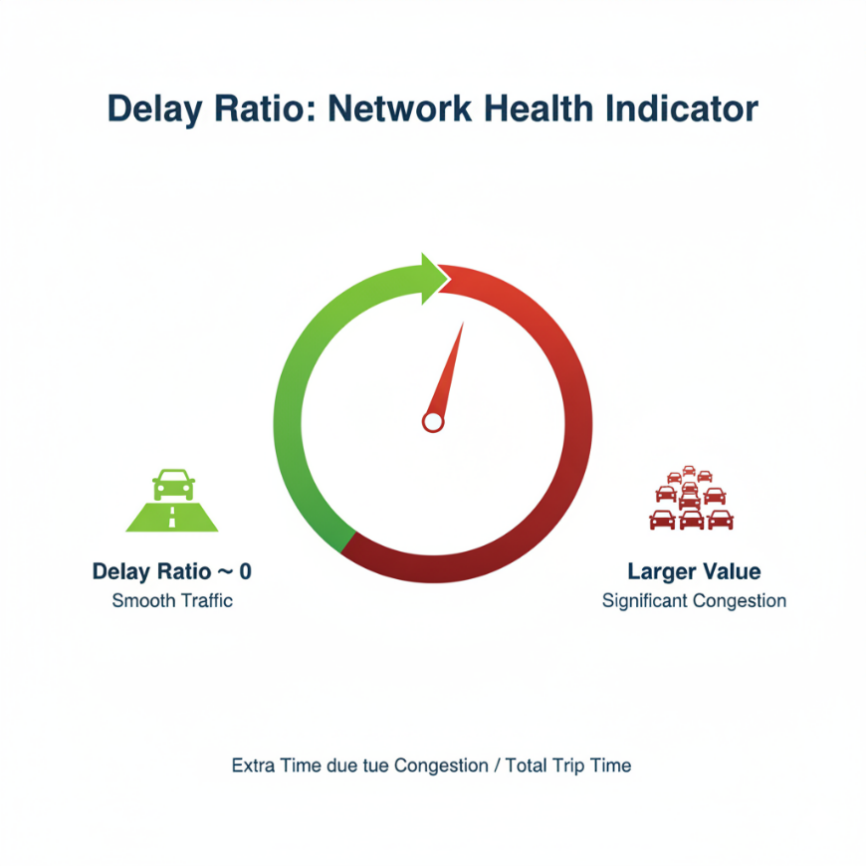 Delay Ratio: Network Health Indicator
Delay Ratio ~ 0
Smooth Traffic
Larger Value
Significant Congestion
Extra Time due tue Congestion / Total Trip Time